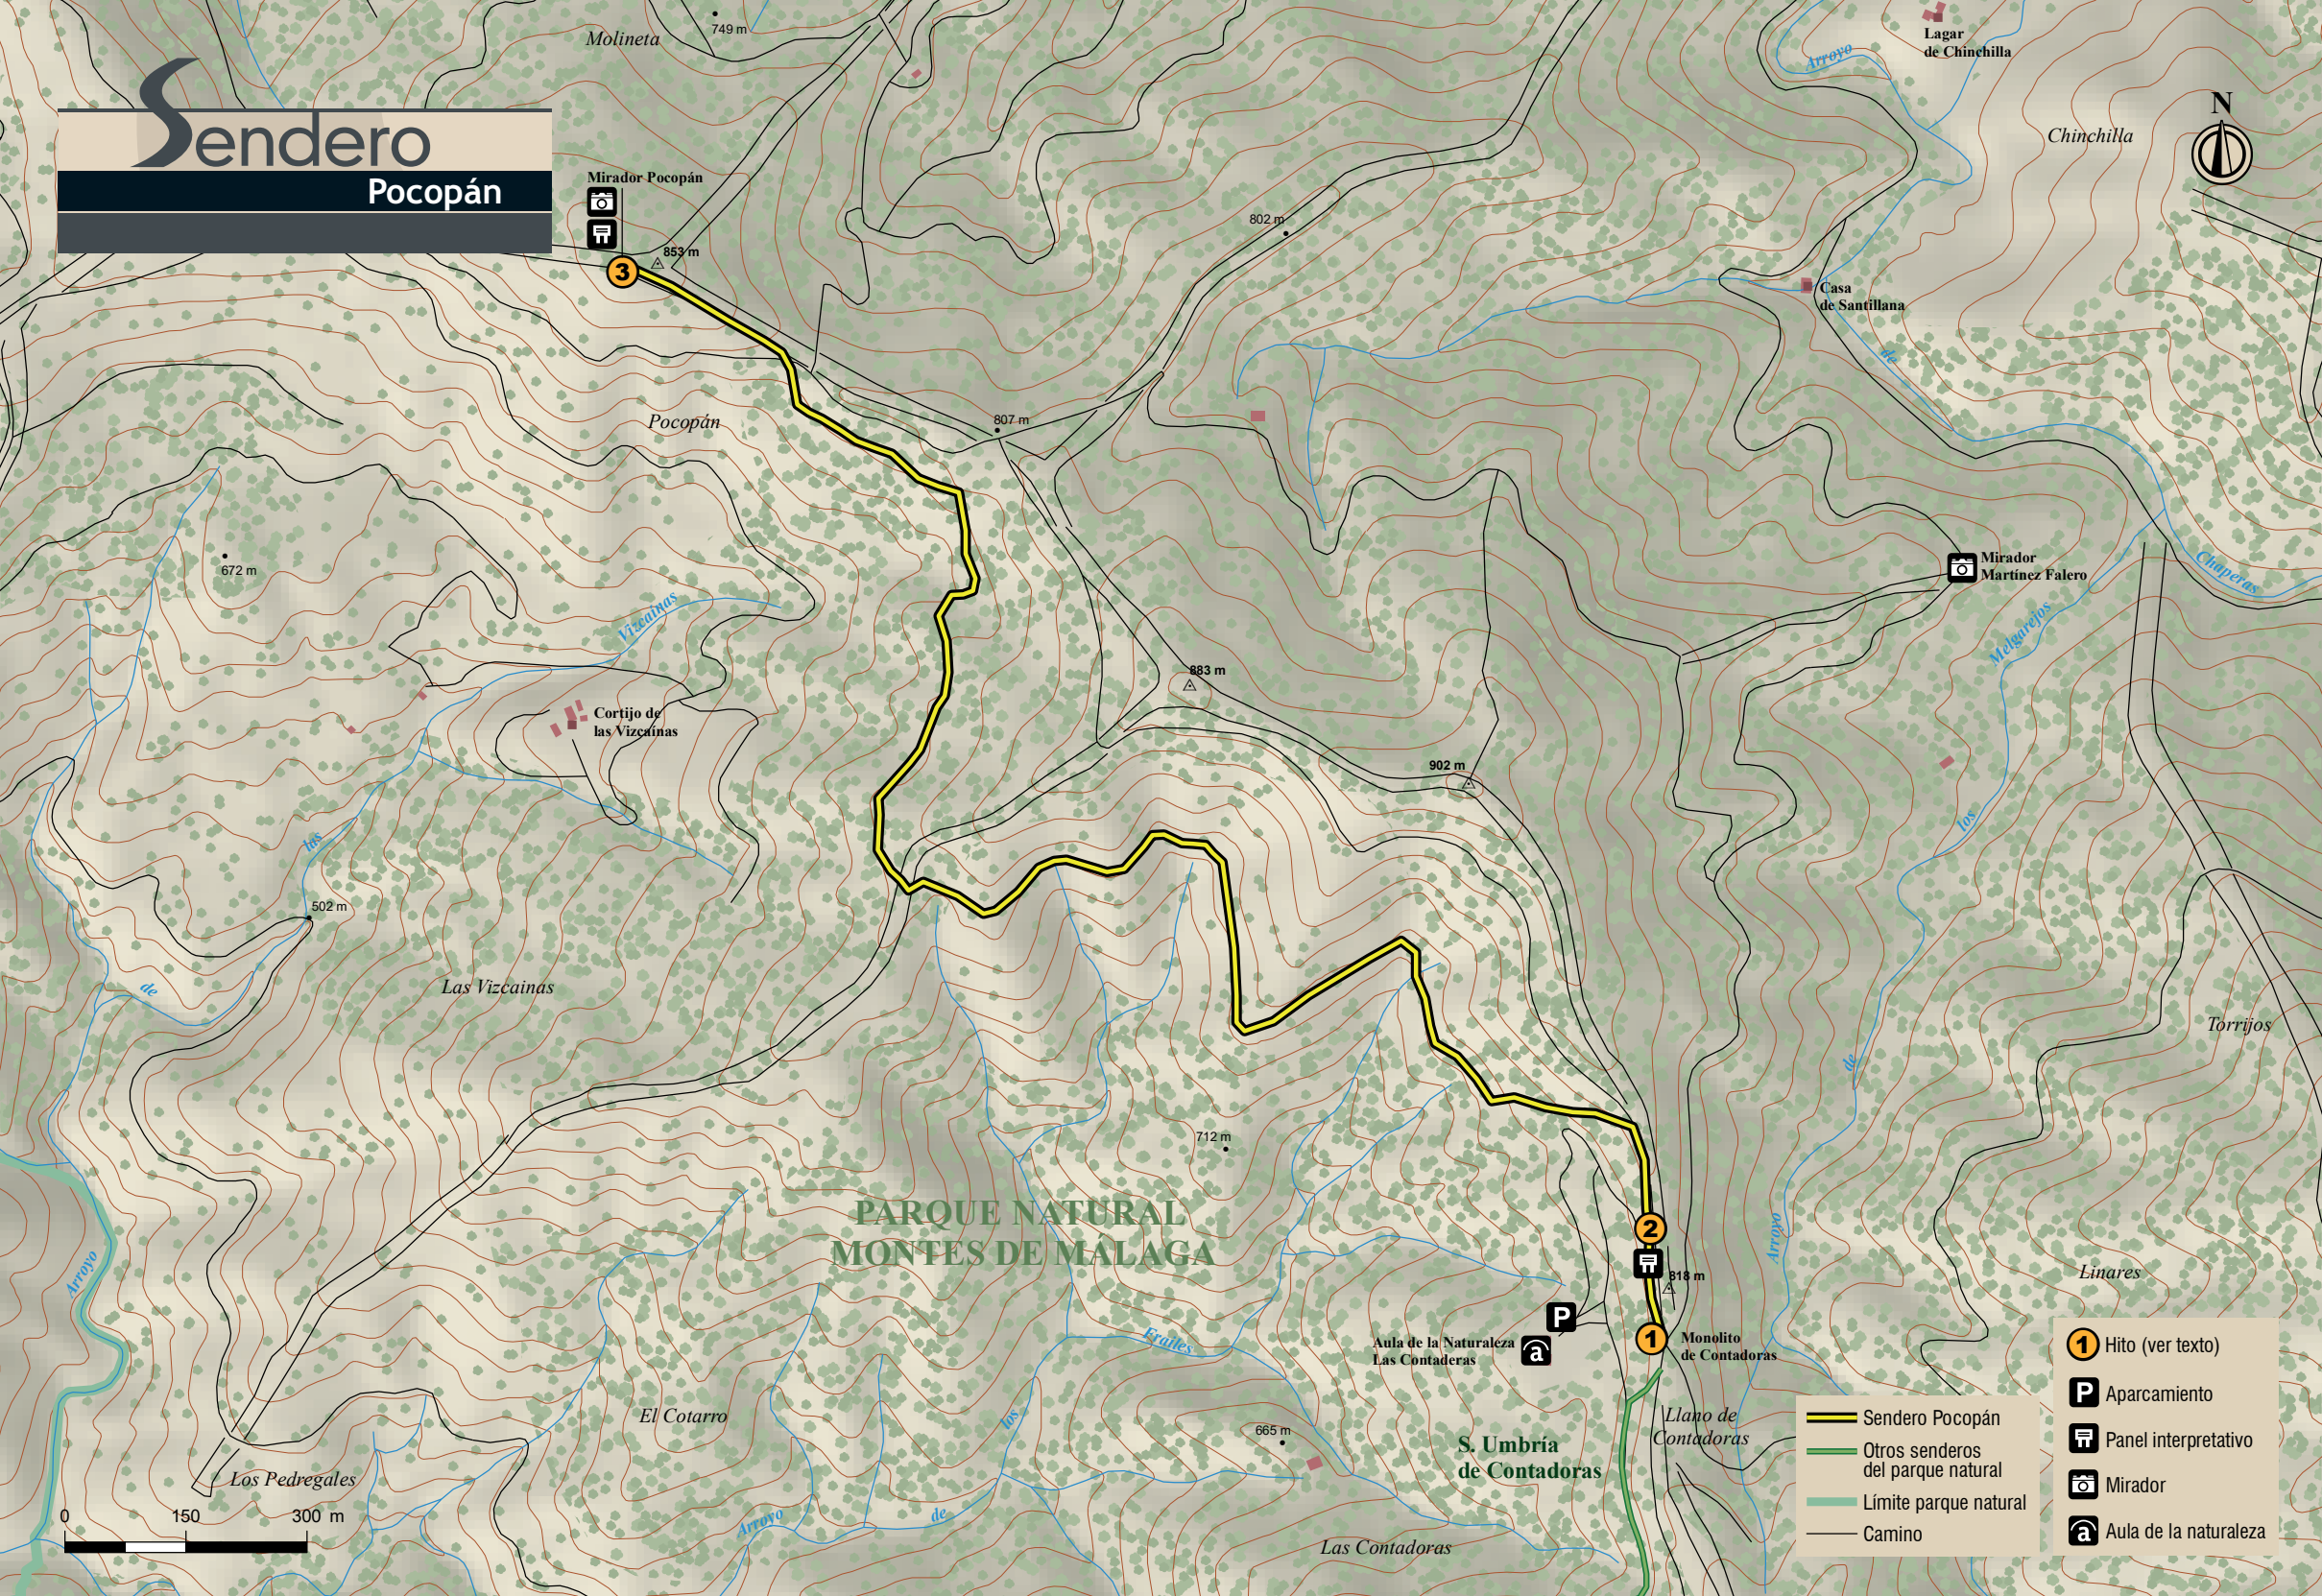 Molineta
749 m
Lagar
de Chinchilla
Arroyo
Sendero
Pocopán
N
Chinchilla
Mirador Pocopán
802 m
3
853 m
Casa
de Santillana
de
Pocopán
807 m
672 m
Mirador
Martínez Falero
Chaperas
Vizcainas
Melgarejos
883 m
Cortijo de
las Vizcaínas
902 m
las
los
502 m
de
Las Vizcainas
Torrijos
de
712 m
PARQUE NATURAL
MONTES DE MÁLAGA
2
Arroyo
Arroyo
818 m
Linares
P
1
Monolito
de Contadoras
Aula de la Naturaleza
Las Contaderas
a
Frailes
los
El Cotarro
665 m
Llano de
Contadoras
S. Umbría
de Contadoras
Los Pedregales
Arroyo
de
Las Contadoras
0 150 300 m
Sendero Pocopán
Otros senderos
del parque natural
Límite parque natural
Camino
1 Hito (ver texto)
P Aparcamiento
Panel interpretativo
Mirador
a Aula de la naturaleza